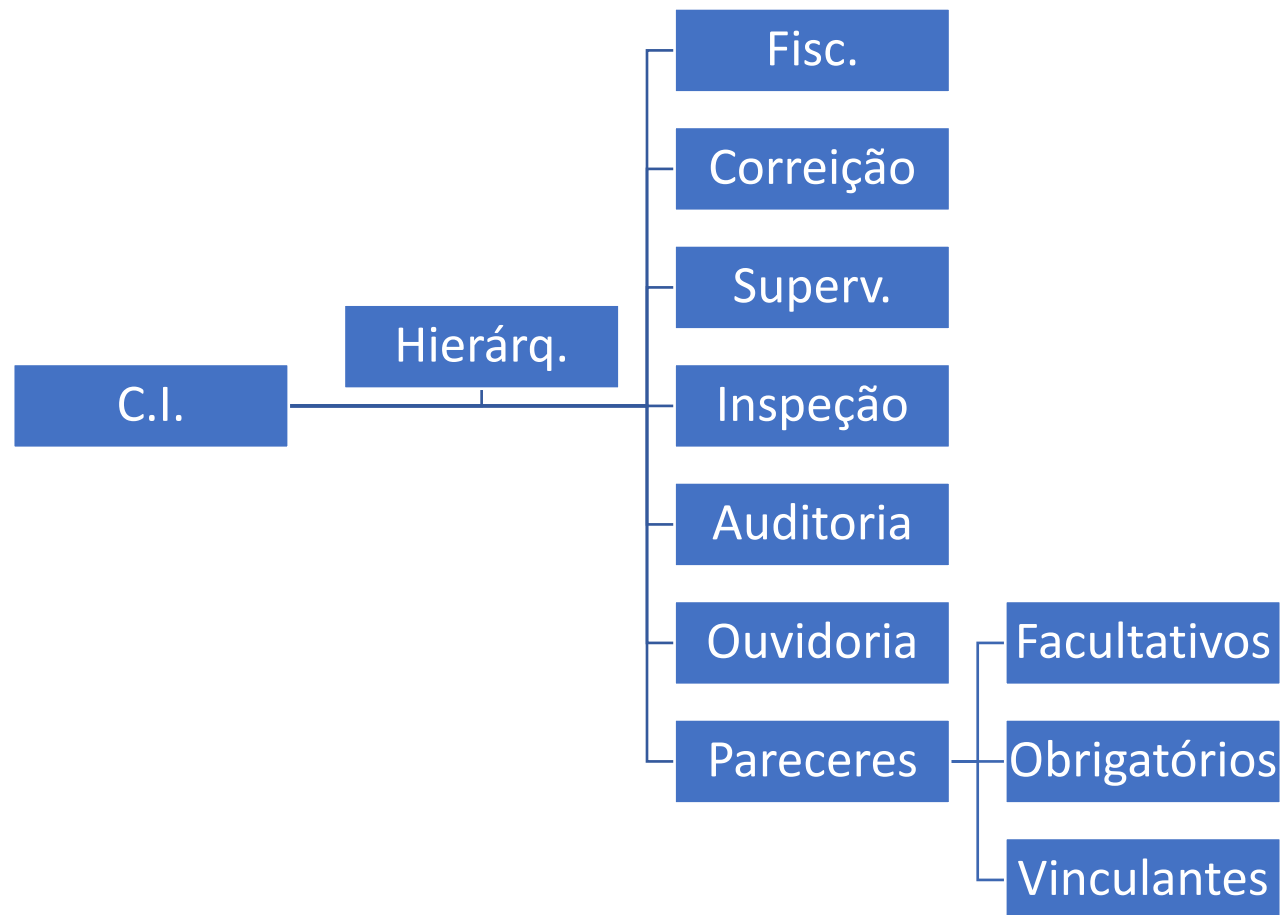 C.I.
Hierárq.
Fisc.
Correição
Superv.
Inspeção
Auditoria
Ouvidoria
Pareceres
Facultativos
Obrigatórios
Vinculantes